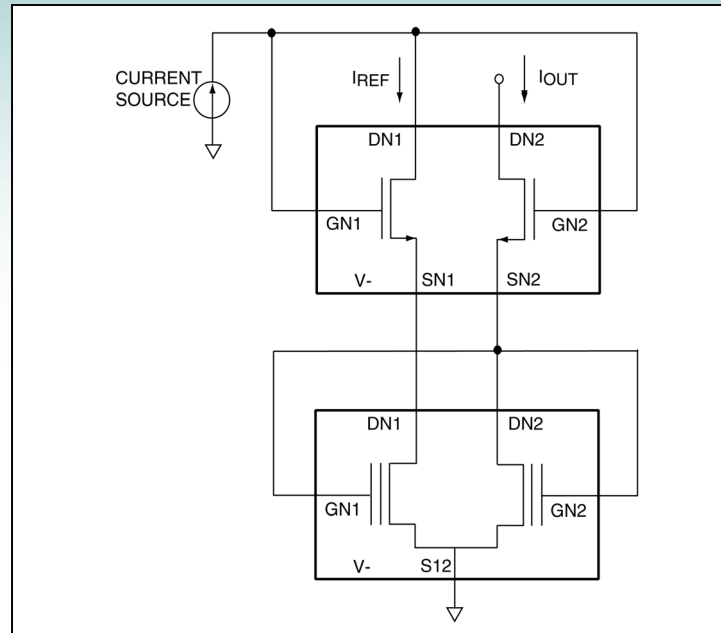 CURRENT
SOURCE
IREF
IOUT
DN1
DN2
GN1
GN2
V-
SN1
SN2
DN1
DN2
GN1
GN2
V-
S12